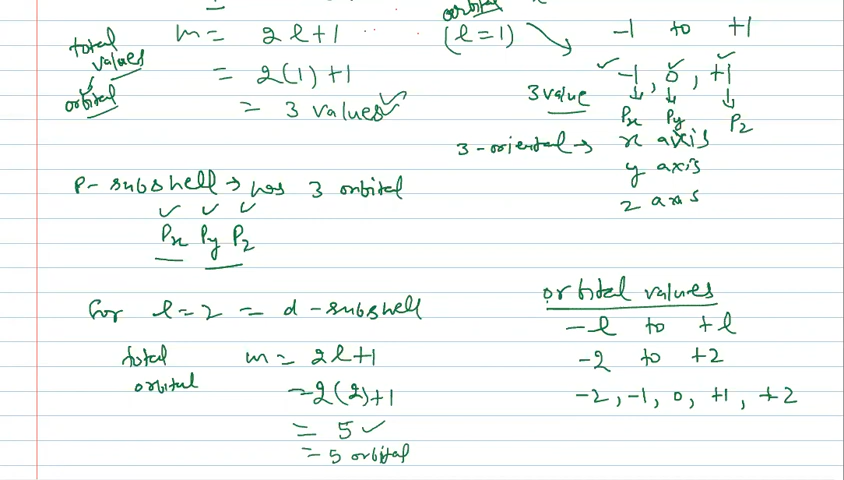 total values
orbital
m = 2l+1
= 2(1)+1
= 3 values
orbital
(l=1)
-1 to +1
-1, 0, +1
3 value
Px Py Pz
3-oriental → x axis
y axis
z axis
P-subshell → has 3 orbital
Px Py Pz
for l=2 = d-subshell
total orbital
m = 2l+1
=2(2)+1
= 5
= 5 orbital
orbital values
-l to +l
-2 to +2
-2, -1, 0, +1, +2